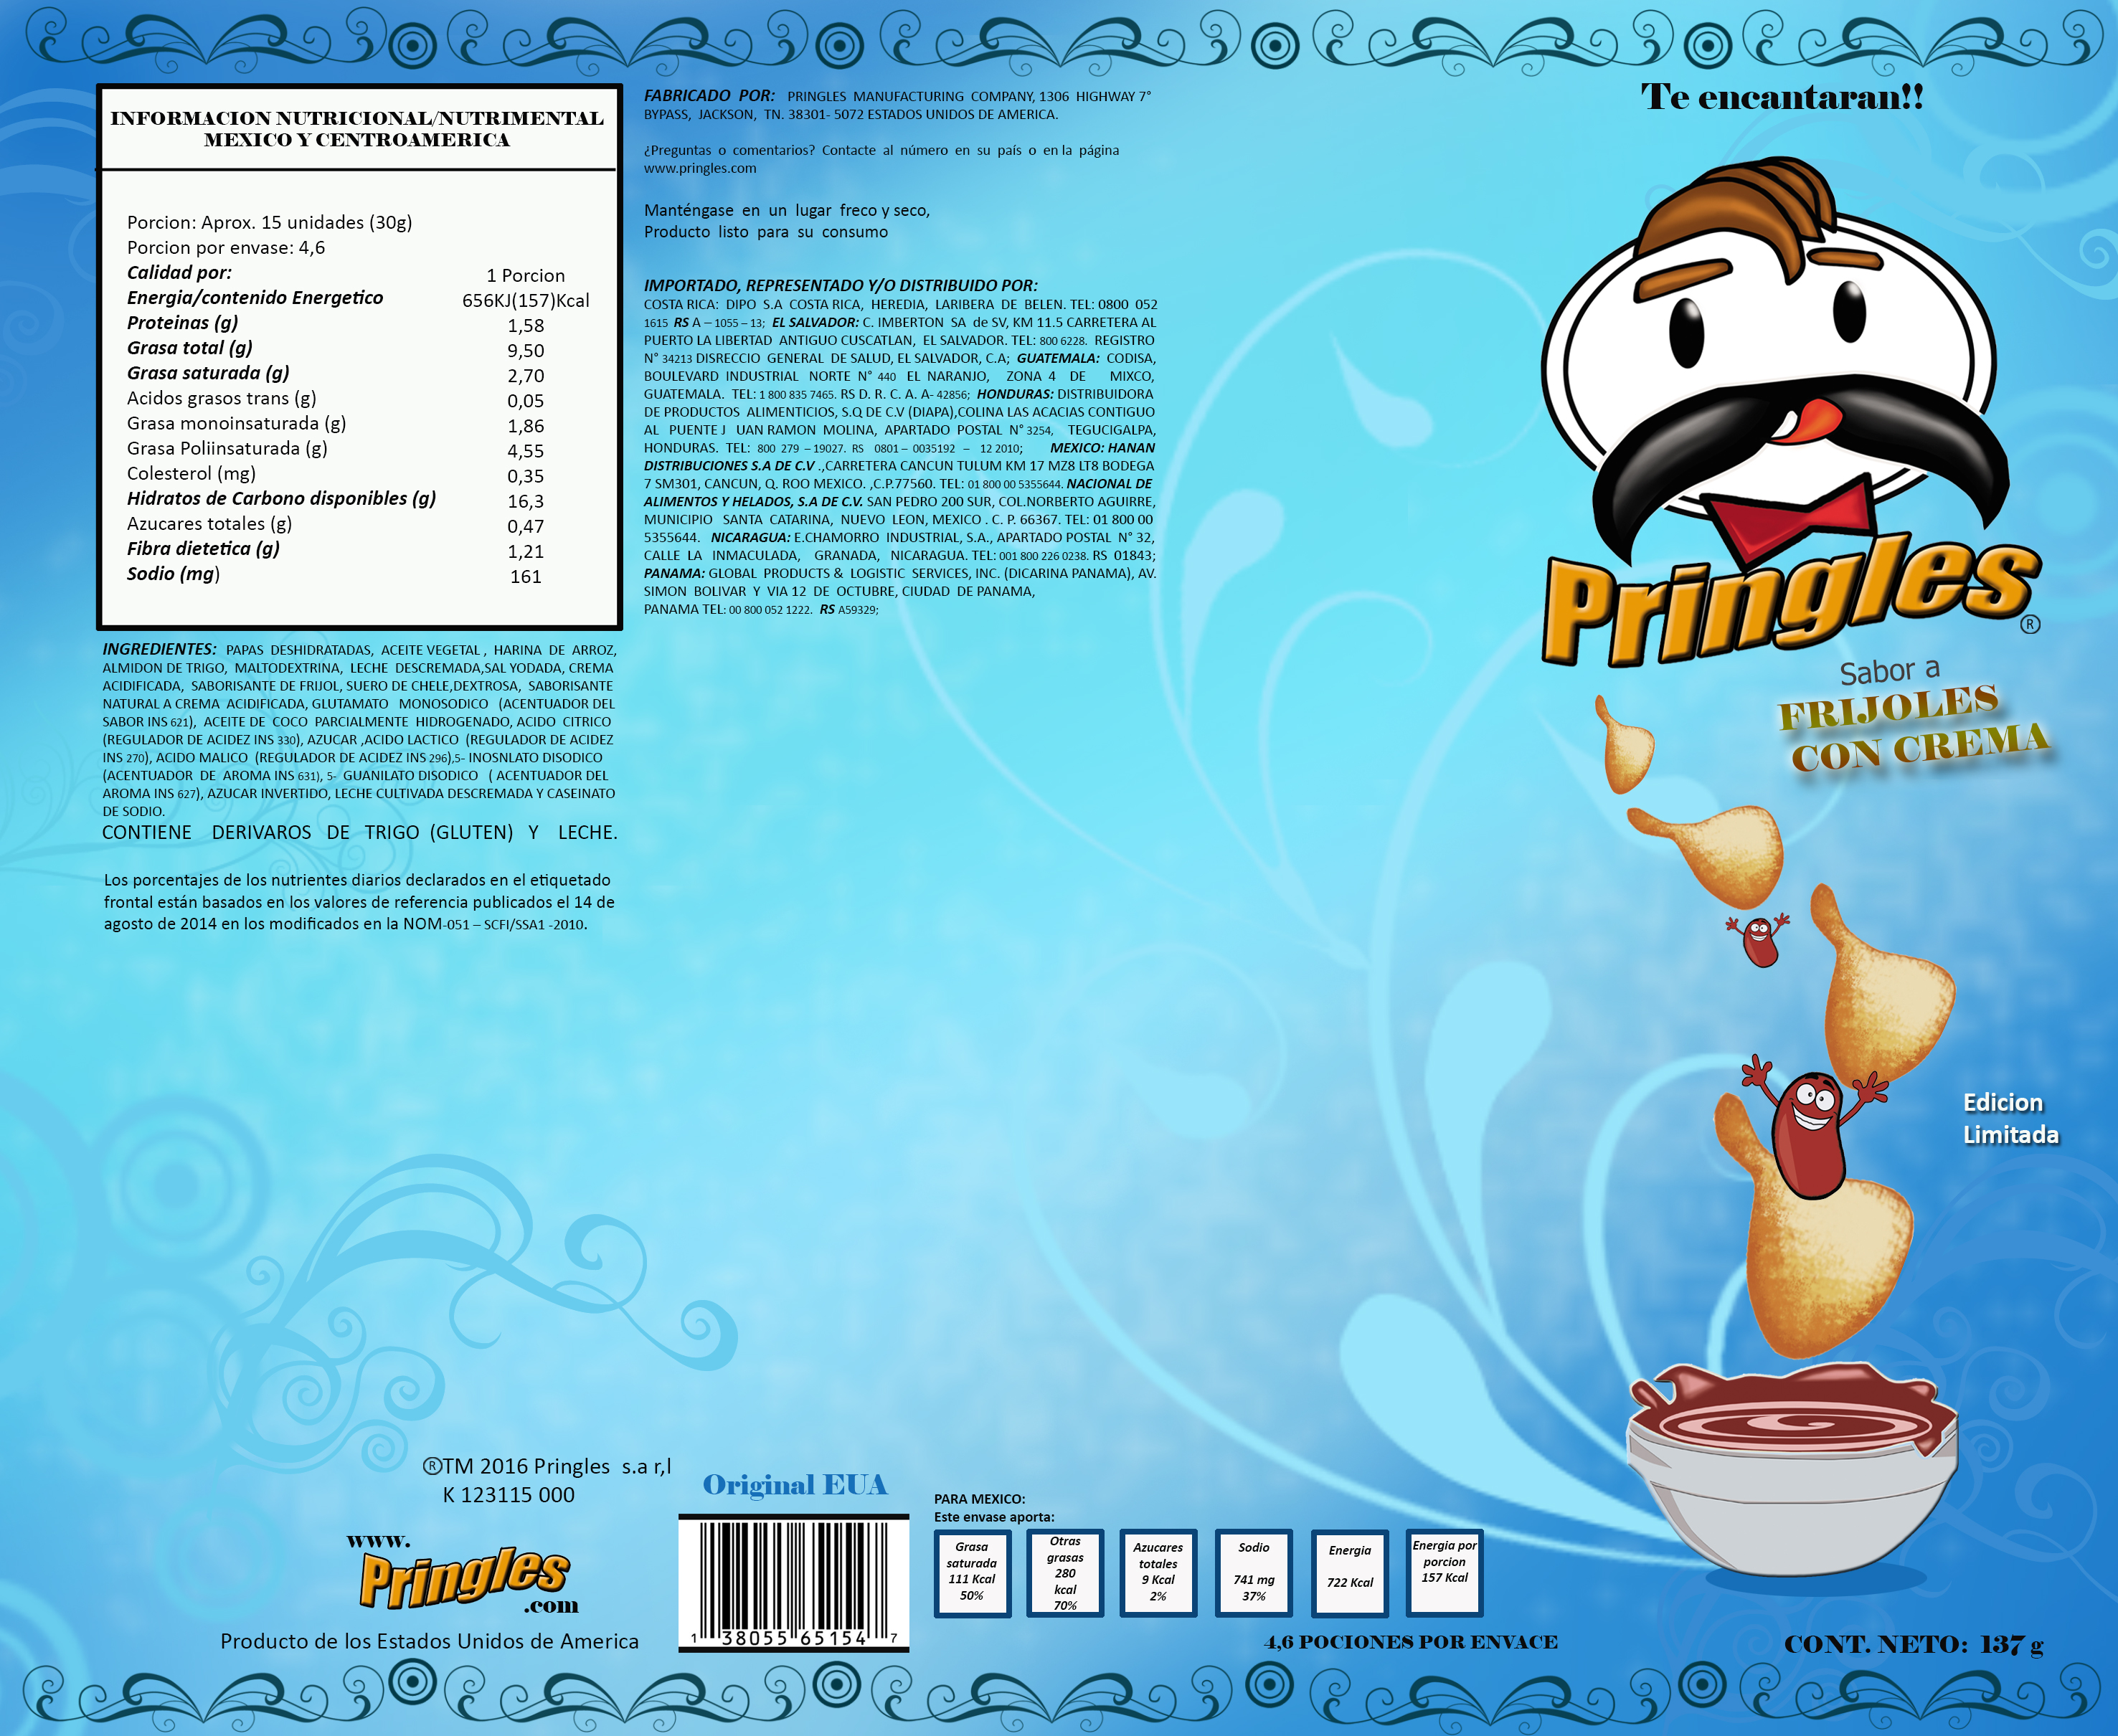 INFORMACION NUTRICIONAL/NUTRIMENTAL
MEXICO Y CENTROAMERICA
Porcion: Aprox. 15 unidades (30g)
Porcion por envase: 4,6
Calidad por: 1 Porcion
Energia/contenido Energetico 656KJ(157)Kcal
Proteinas (g) 1,58
Grasa total (g) 9,50
Grasa saturada (g) 2,70
Acidos grasos trans (g) 0,05
Grasa monoinsaturada (g) 1,86
Grasa Poliinsaturada (g) 4,55
Colesterol (mg) 0,35
Hidratos de Carbono disponibles (g) 16,3
Azucares totales (g) 0,47
Fibra dietetica (g) 1,21
Sodio (mg) 161
INGREDIENTES: PAPAS DESHIDRATADAS, ACEITE VEGETAL , HARINA DE ARROZ,
ALMIDON DE TRIGO, MALTODEXTRINA, LECHE DESCREMADA,SAL YODADA, CREMA
ACIDIFICADA, SABORISANTE DE FRIJOL, SUERO DE CHELE,DEXTROSA, SABORISANTE
NATURAL A CREMA ACIDIFICADA, GLUTAMATO MONOSODICO (ACENTUADOR DEL
SABOR INS 621), ACEITE DE COCO PARCIALMENTE HIDROGENADO, ACIDO CITRICO
(REGULADOR DE ACIDEZ INS 330), AZUCAR ,ACIDO LACTICO (REGULADOR DE ACIDEZ
INS 270), ACIDO MALICO (REGULADOR DE ACIDEZ INS 296),5- INOSNLATO DISODICO
(ACENTUADOR DE AROMA INS 631), 5- GUANILATO DISODICO ( ACENTUADOR DEL
AROMA INS 627), AZUCAR INVERTIDO, LECHE CULTIVADA DESCREMADA Y CASEINATO
DE SODIO.
CONTIENE DERIVAROS DE TRIGO (GLUTEN) Y LECHE.
Los porcentajes de los nutrientes diarios declarados en el etiquetado
frontal están basados en los valores de referencia publicados el 14 de
agosto de 2014 en los modificados en la NOM-051 – SCFI/SSA1 -2010.
®TM 2016 Pringles s.a r,l
K 123115 000
www.
Pringles
.com
Producto de los Estados Unidos de America
FABRICADO POR: PRINGLES MANUFACTURING COMPANY, 1306 HIGHWAY 7°
BYPASS, JACKSON, TN. 38301- 5072 ESTADOS UNIDOS DE AMERICA.
¿Preguntas o comentarios? Contacte al número en su país o en la página
www.pringles.com
Manténgase en un lugar freco y seco,
Producto listo para su consumo
IMPORTADO, REPRESENTADO Y/O DISTRIBUIDO POR:
COSTA RICA: DIPO S.A COSTA RICA, HEREDIA, LARIBERA DE BELEN. TEL: 0800 052
1615 RS A – 1055 – 13; EL SALVADOR: C. IMBERTON SA de SV, KM 11.5 CARRETERA AL
PUERTO LA LIBERTAD ANTIGUO CUSCATLAN, EL SALVADOR. TEL: 800 6228. REGISTRO
N° 34213 DISRECCIO GENERAL DE SALUD, EL SALVADOR, C.A; GUATEMALA: CODISA,
BOULEVARD INDUSTRIAL NORTE N° 440 EL NARANJO, ZONA 4 DE MIXCO,
GUATEMALA. TEL: 1 800 835 7465. RS D. R. C. A. A- 42856; HONDURAS: DISTRIBUIDORA
DE PRODUCTOS ALIMENTICIOS, S.Q DE C.V (DIAPA),COLINA LAS ACACIAS CONTIGUO
AL PUENTE J UAN RAMON MOLINA, APARTADO POSTAL N° 3254, TEGUCIGALPA,
HONDURAS. TEL: 800 279 – 19027. RS 0801 – 0035192 – 12 2010; MEXICO: HANAN
DISTRIBUCIONES S.A DE C.V .,CARRETERA CANCUN TULUM KM 17 MZ8 LT8 BODEGA
7 SM301, CANCUN, Q. ROO MEXICO. ,C.P.77560. TEL: 01 800 00 5355644. NACIONAL DE
ALIMENTOS Y HELADOS, S.A DE C.V. SAN PEDRO 200 SUR, COL.NORBERTO AGUIRRE,
MUNICIPIO SANTA CATARINA, NUEVO LEON, MEXICO . C. P. 66367. TEL: 01 800 00
5355644. NICARAGUA: E.CHAMORRO INDUSTRIAL, S.A., APARTADO POSTAL N° 32,
CALLE LA INMACULADA, GRANADA, NICARAGUA. TEL: 001 800 226 0238. RS 01843;
PANAMA: GLOBAL PRODUCTS & LOGISTIC SERVICES, INC. (DICARINA PANAMA), AV.
SIMON BOLIVAR Y VIA 12 DE OCTUBRE, CIUDAD DE PANAMA,
PANAMA TEL: 00 800 052 1222. RS A59329;
Original EUA
1 38055 65154 7
PARA MEXICO:
Este envase aporta:
Grasa
saturada
111 Kcal
50%
Otras
grasas
280
kcal
70%
Azucares
totales
9 Kcal
2%
Sodio
741 mg
37%
Energia
722 Kcal
Energia por
porcion
157 Kcal
4,6 POCIONES POR ENVACE
Te encantaran!!
Pringles
®
Sabor a
FRIJOLES
CON CREMA
Edicion
Limitada
CONT. NETO: 137 g